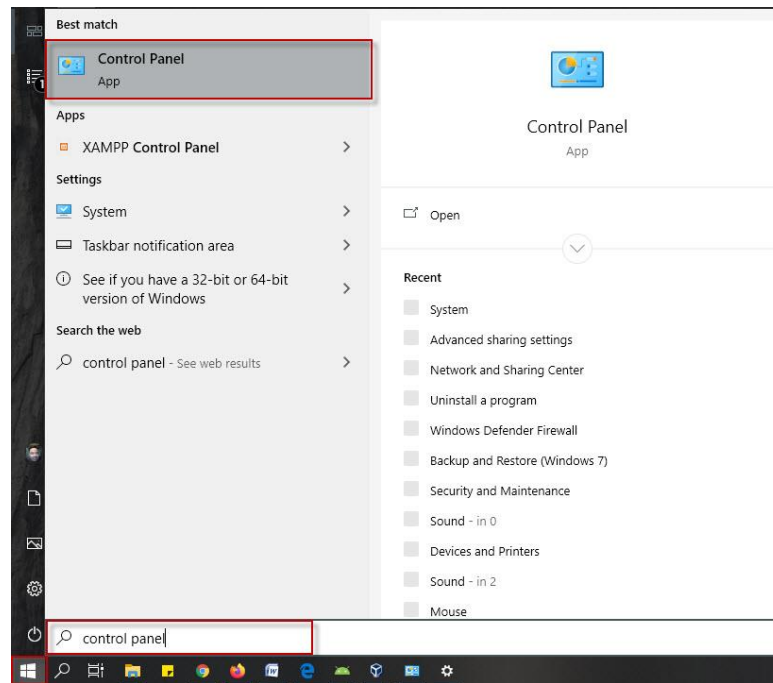 Best match
Control Panel
App
Apps
XAMPP Control Panel
Settings
System
Taskbar notification area
See if you have a 32-bit or 64-bit
version of Windows
Search the web
control panel - See web results
control panel
Control Panel
App
Open
Recent
System
Advanced sharing settings
Network and Sharing Center
Uninstall a program
Windows Defender Firewall
Backup and Restore (Windows 7)
Security and Maintenance
Sound - in 0
Devices and Printers
Sound - in 2
Mouse
1